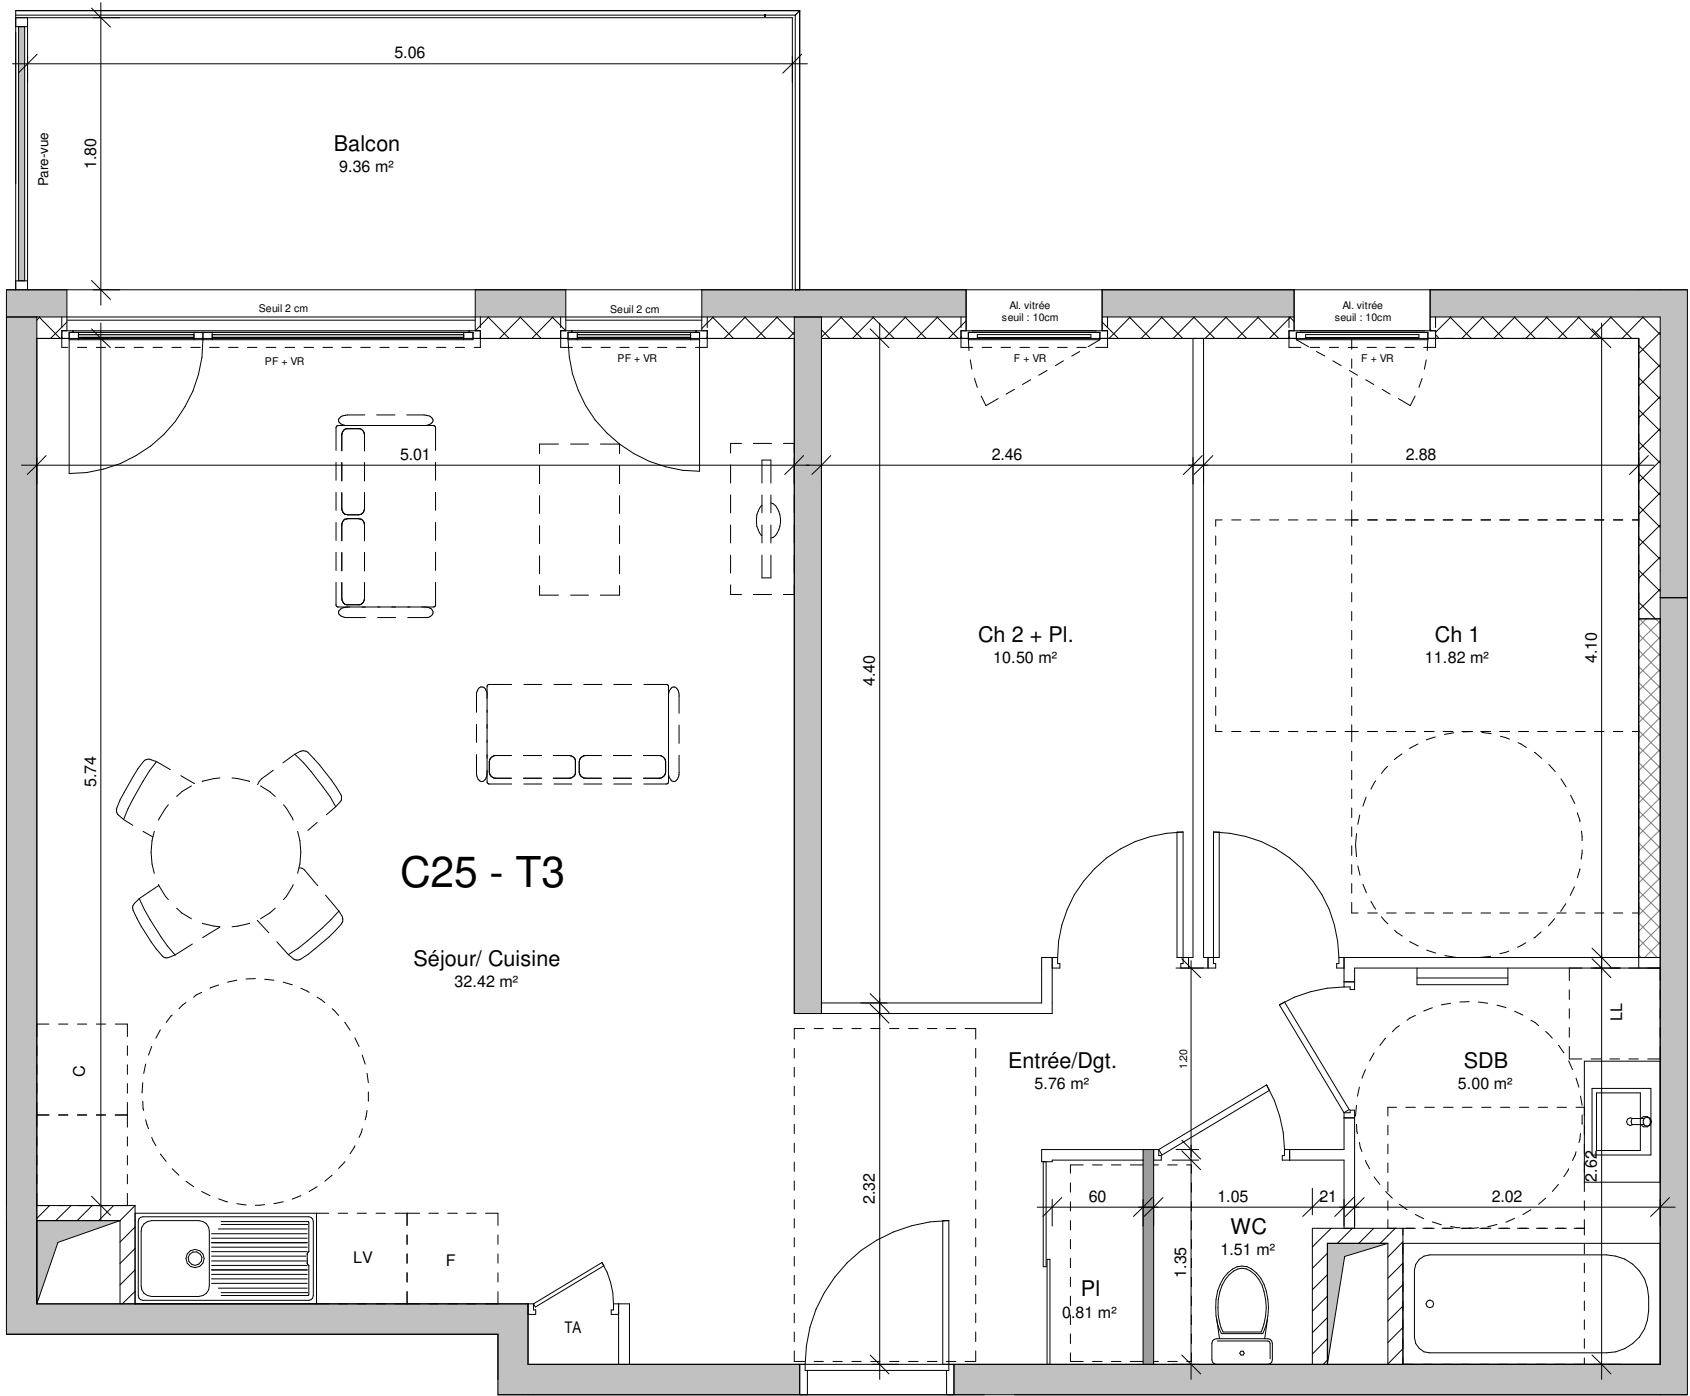 5.06
Balcon
9.36 m²
1.80
Pare-vue
Seuil 2 cm
Seuil 2 cm
Al. vitrée
seuil : 10cm
Al. vitrée
seuil : 10cm
PF + VR
PF + VR
F + VR
F + VR
5.01
2.46
2.88
Ch 2 + Pl.
10.50 m²
Ch 1
11.82 m²
4.40
4.10
5.74
C25 - T3
Séjour/ Cuisine
32.42 m²
C
Entrée/Dgt.
5.76 m²
1.20
SDB
5.00 m²
LL
2.62
2.32
60
1.05
21
2.02
WC
1.51 m²
1.35
LV
F
Pl
0.81 m²
TA